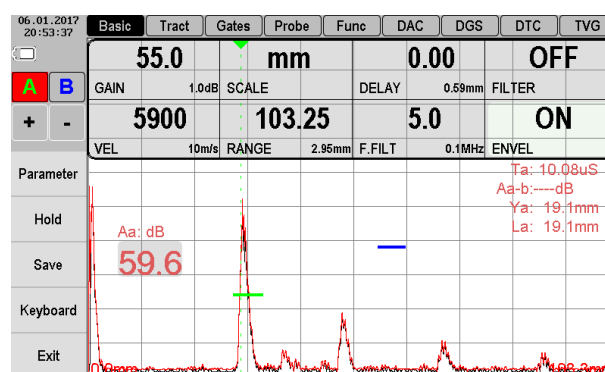 06.01.2017
20:53:37
Basic Tract Gates Probe Func DAC DGS DTC TVG
55.0 mm 0.00 OFF
GAIN 1.0dB SCALE DELAY 0.59mm FILTER
A B
5900 103.25 5.0 ON
+ -
VEL 10m/s RANGE 2.95mm F.FILT 0.1MHz ENVEL
Parameter
Hold
Save
Keyboard
Exit
Ta: 10.08uS
Aa-b:----dB
Ya: 19.1mm
La: 19.1mm
Aa: dB
59.6